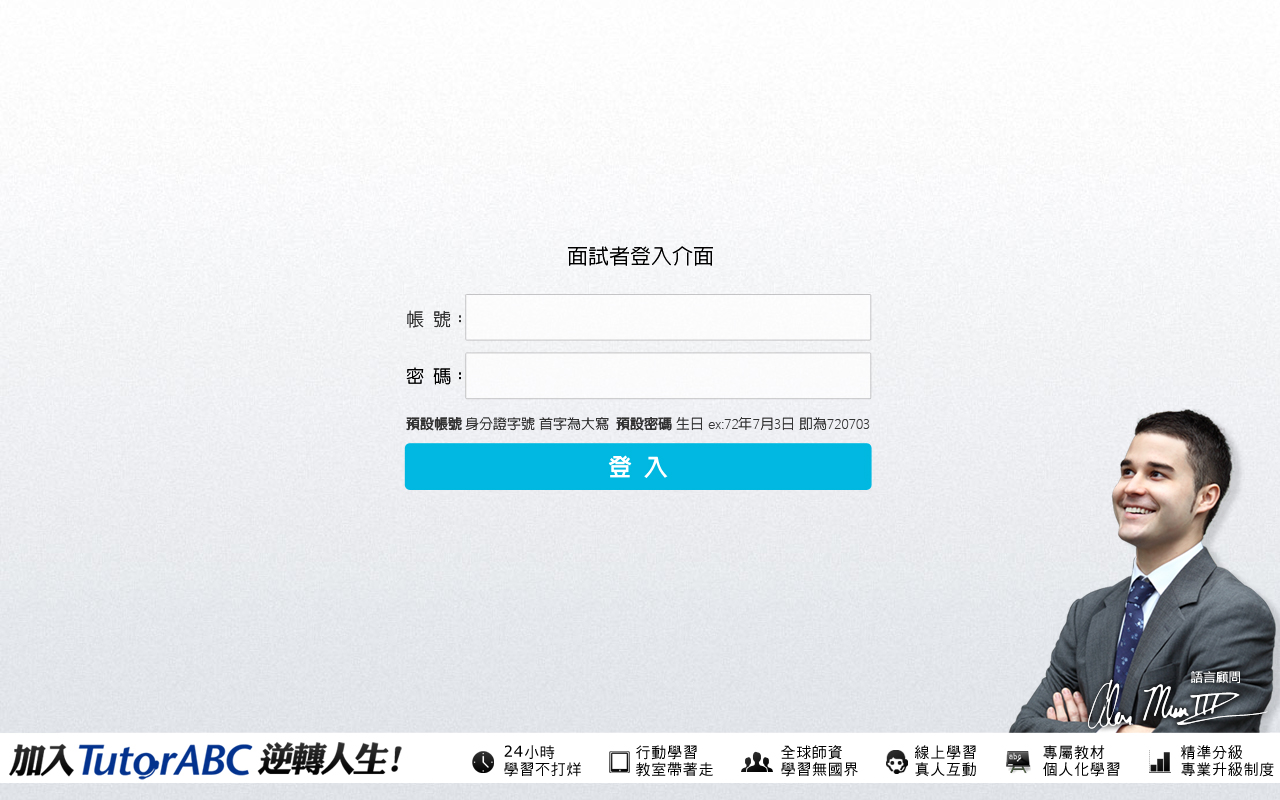 面試者登入介面
帳 號：
密 碼：
預設帳號 身分證字號 首字為大寫 預設密碼 生日 ex:72年7月3日 即為720703
登 入
語言顧問
加入 TutorABC 逆轉人生!
24小時
學習不打烊
行動學習
教室帶著走
全球師資
學習無國界
線上學習
真人互動
專屬教材
個人化學習
精準分級
專業升級制度